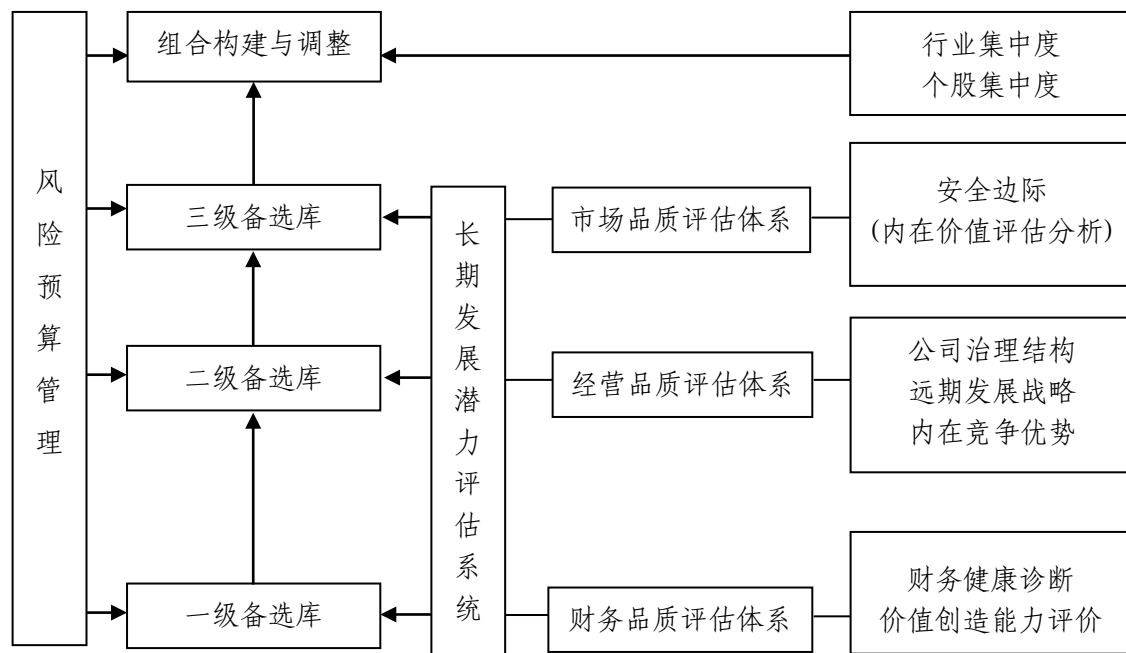 组合构建与调整
行业集中度
个股集中度
风险预算管理
三级备选库
长期发展潜力评估系统
市场品质评估体系
安全边际
(内在价值评估分析)
二级备选库
经营品质评估体系
公司治理结构
远期发展战略
内在竞争优势
一级备选库
财务品质评估体系
财务健康诊断
价值创造能力评价